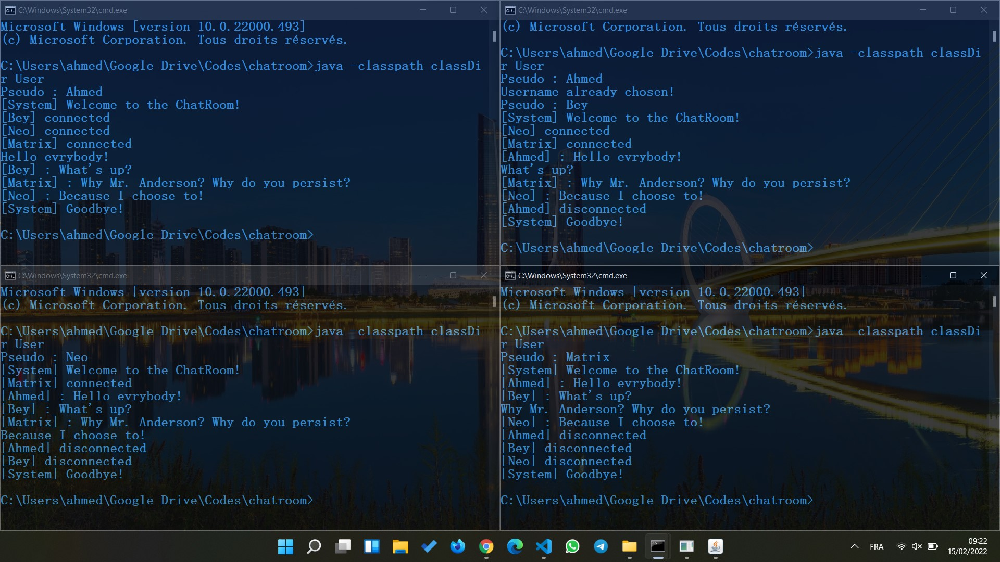 C:\Windows\System32\cmd.exe
Microsoft Windows [version 10.0.22000.493]
(c) Microsoft Corporation. Tous droits réservés.
C:\Users\ahmed\Google Drive\Codes\chatroom>java -classpath classDi
r User
Pseudo : Ahmed
[System] Welcome to the ChatRoom!
[Bey] connected
[Neo] connected
[Matrix] connected
Hello evrybody!
[Bey] : What's up?
[Matrix] : Why Mr. Anderson? Why do you persist?
[Neo] : Because I choose to!
[System] Goodbye!
C:\Users\ahmed\Google Drive\Codes\chatroom>
C:\Windows\System32\cmd.exe
(c) Microsoft Corporation. Tous droits réservés.
C:\Users\ahmed\Google Drive\Codes\chatroom>java -classpath classDi
r User
Pseudo : Ahmed
Username already chosen!
Pseudo : Bey
[System] Welcome to the ChatRoom!
[Neo] connected
[Matrix] connected
[Ahmed] : Hello evrybody!
What's up?
[Matrix] : Why Mr. Anderson? Why do you persist?
[Neo] : Because I choose to!
[Ahmed] disconnected
[System] Goodbye!
C:\Users\ahmed\Google Drive\Codes\chatroom>
C:\Windows\System32\cmd.exe
Microsoft Windows [version 10.0.22000.493]
(c) Microsoft Corporation. Tous droits réservés.
C:\Users\ahmed\Google Drive\Codes\chatroom>java -classpath classDi
r User
Pseudo : Neo
[System] Welcome to the ChatRoom!
[Matrix] connected
[Ahmed] : Hello evrybody!
[Bey] : What's up?
[Matrix] : Why Mr. Anderson? Why do you persist?
Because I choose to!
[Ahmed] disconnected
[Bey] disconnected
[System] Goodbye!
C:\Users\ahmed\Google Drive\Codes\chatroom>
C:\Windows\System32\cmd.exe
Microsoft Windows [version 10.0.22000.493]
(c) Microsoft Corporation. Tous droits réservés.
C:\Users\ahmed\Google Drive\Codes\chatroom>java -classpath classDi
r User
Pseudo : Matrix
[System] Welcome to the ChatRoom!
[Ahmed] : Hello evrybody!
[Bey] : What's up?
Why Mr. Anderson? Why do you persist?
[Neo] : Because I choose to!
[Ahmed] disconnected
[Bey] disconnected
[Neo] disconnected
[System] Goodbye!
C:\Users\ahmed\Google Drive\Codes\chatroom>
FRA
09:22
15/02/2022